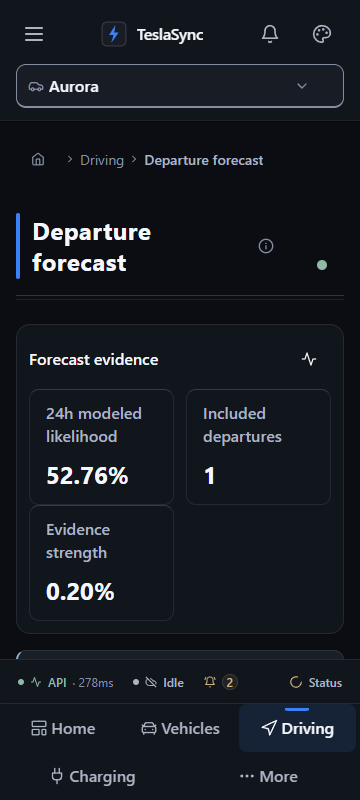 TeslaSync
Aurora
Driving
Departure forecast
Departure
forecast
Forecast evidence
24h modeled
likelihood
52.76%
Included
departures
1
Evidence
strength
0.20%
API · 278ms
Idle
2
Status
Home
Vehicles
Driving
Charging
More